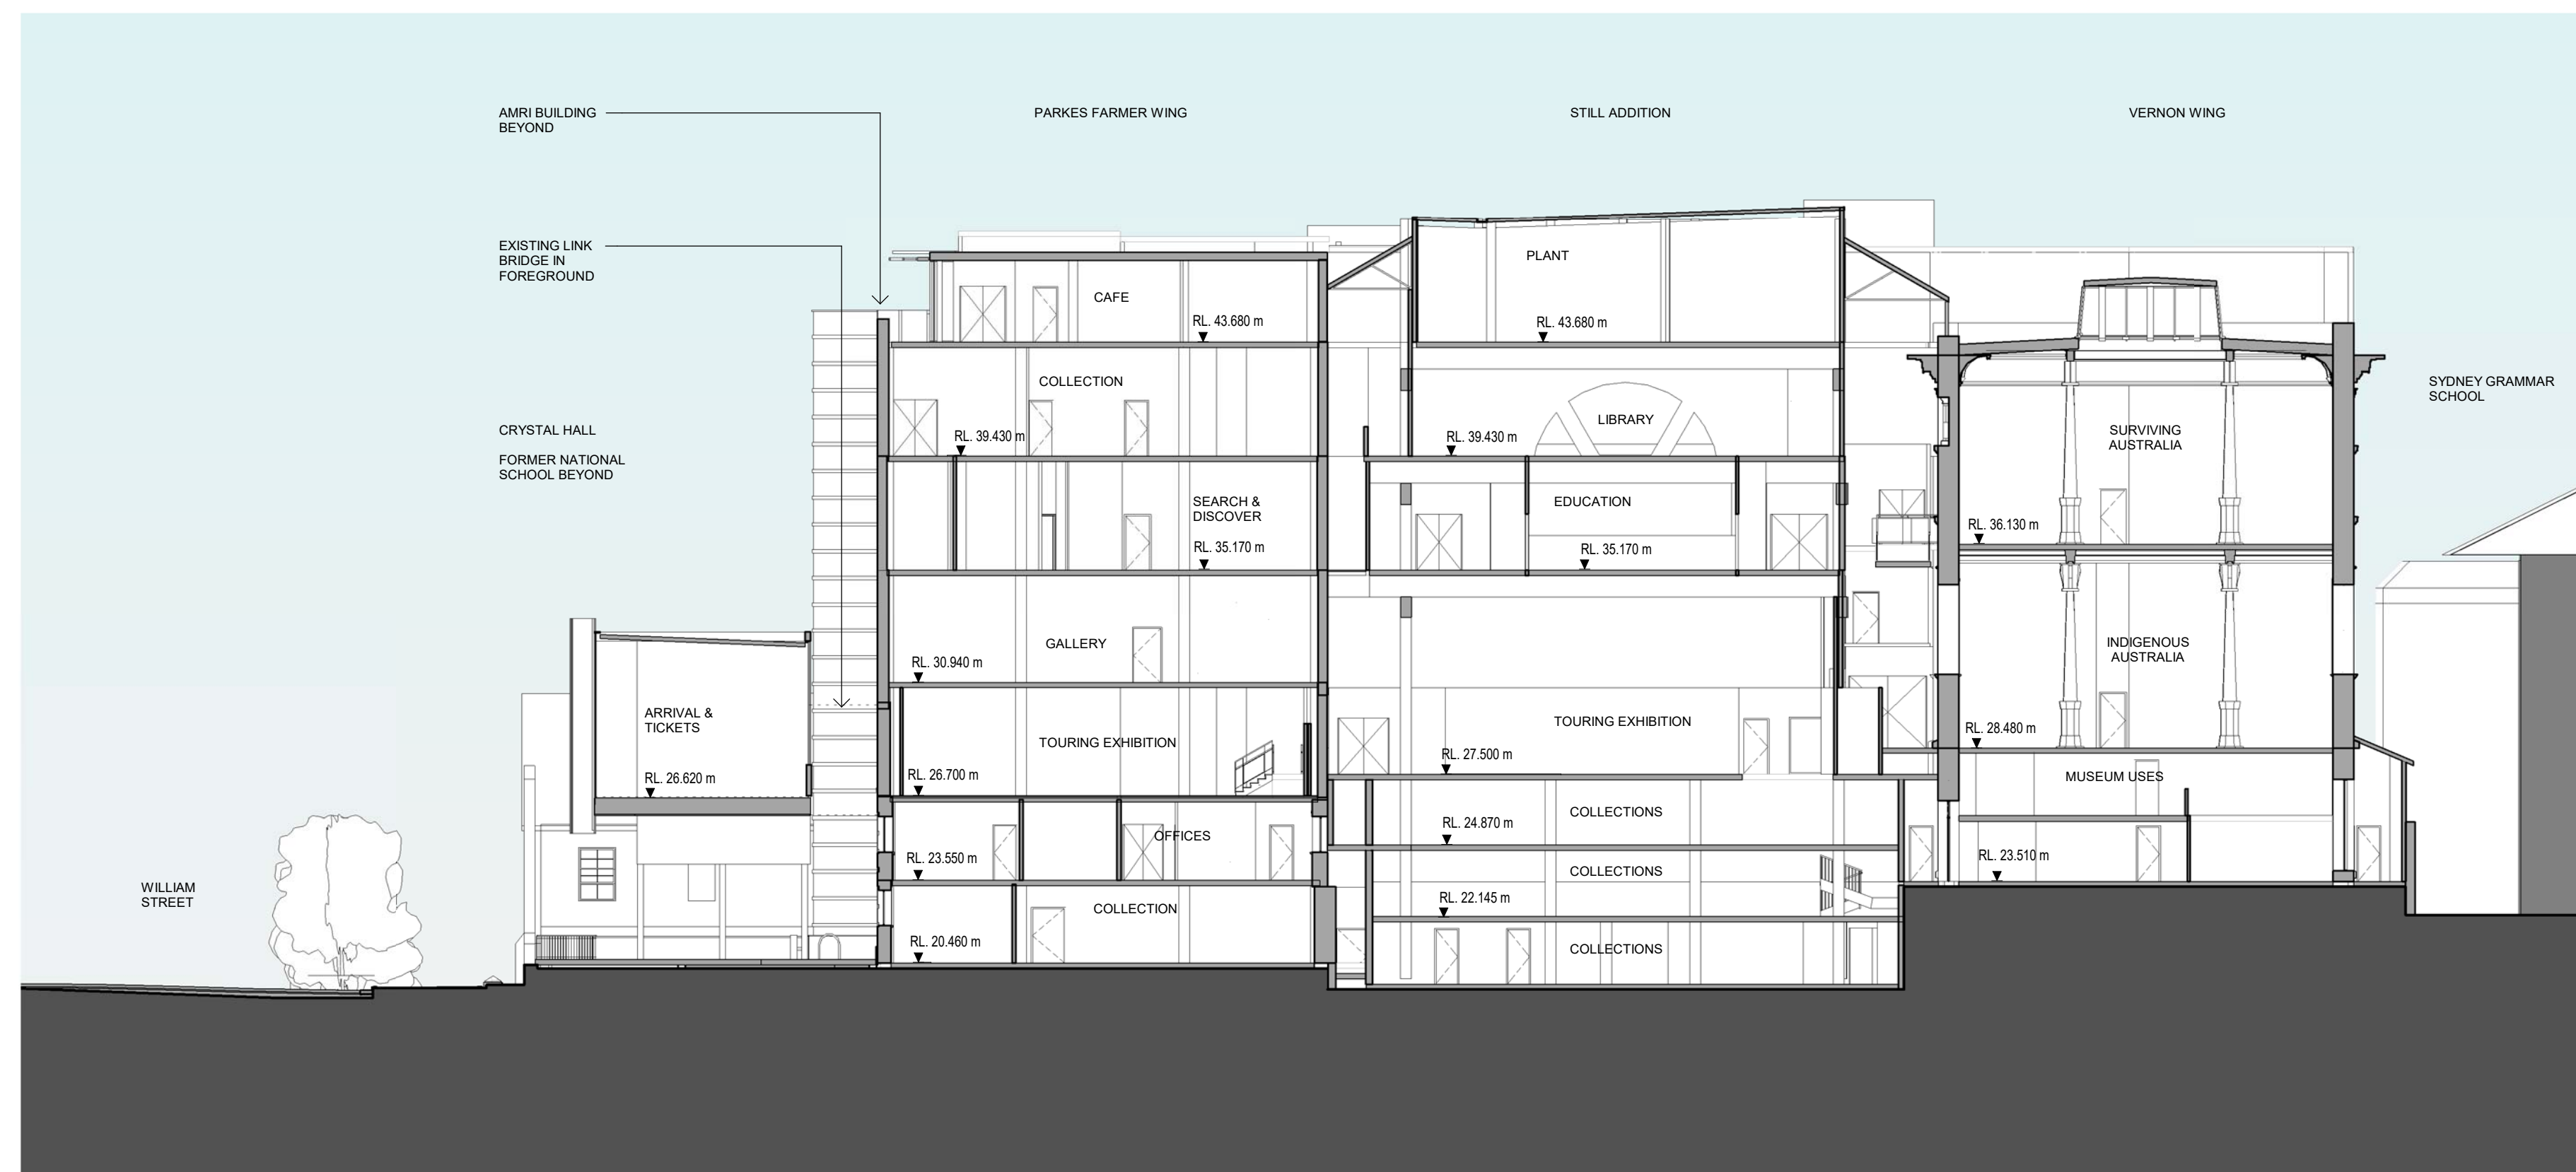 AMRI BUILDING
BEYOND
PARKES FARMER WING
STILL ADDITION
VERNON WING
EXISTING LINK
BRIDGE IN
FOREGROUND
PLANT
CAFE
RL. 43.680 m
RL. 43.680 m
COLLECTION
SYDNEY GRAMMAR
SCHOOL
LIBRARY
CRYSTAL HALL
FORMER NATIONAL
SCHOOL BEYOND
RL. 39.430 m
RL. 39.430 m
SURVIVING
AUSTRALIA
SEARCH &
DISCOVER
EDUCATION
RL. 36.130 m
RL. 35.170 m
RL. 35.170 m
GALLERY
INDIGENOUS
AUSTRALIA
RL. 30.940 m
ARRIVAL &
TICKETS
TOURING EXHIBITION
TOURING EXHIBITION
RL. 28.480 m
RL. 27.500 m
RL. 26.620 m
RL. 26.700 m
MUSEUM USES
COLLECTIONS
RL. 24.870 m
OFFICES
RL. 23.550 m
RL. 23.510 m
COLLECTIONS
WILLIAM
STREET
RL. 22.145 m
COLLECTION
RL. 20.460 m
COLLECTIONS